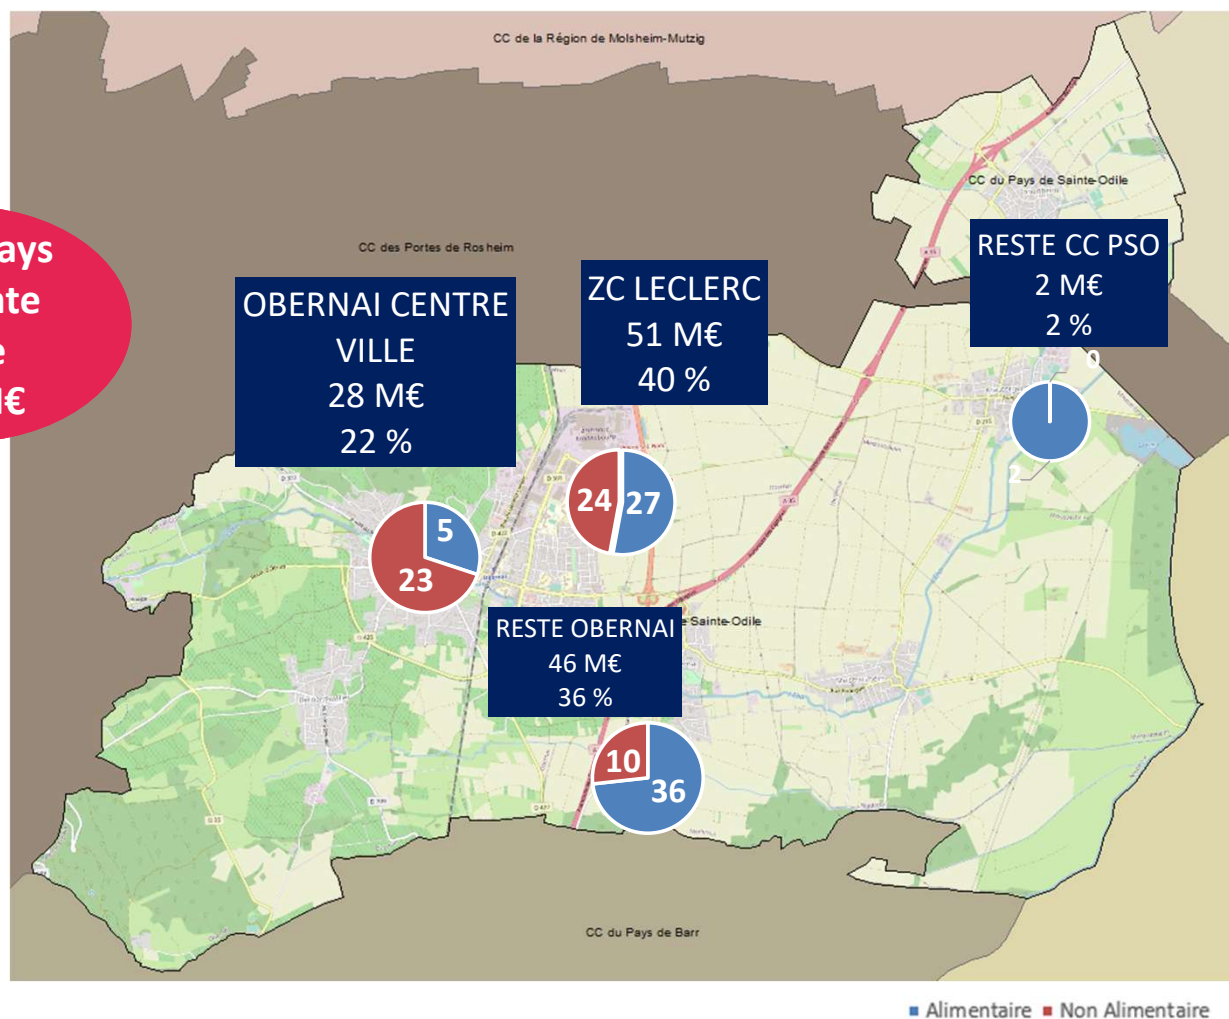 CC de la Région de Molsheim-Mutzig
CC du Pays de Sainte-Odile
CC des Portes de Rosheim
RESTE CC PSO
2 M€
2 %
0
2
OBERNAI CENTRE
VILLE
28 M€
22 %
ZC LECLERC
51 M€
40 %
24
27
5
23
RESTE OBERNAI
46 M€
36 %
Sainte-Odile
10
36
CC du Pays de Barr
Alimentaire
Non Alimentaire